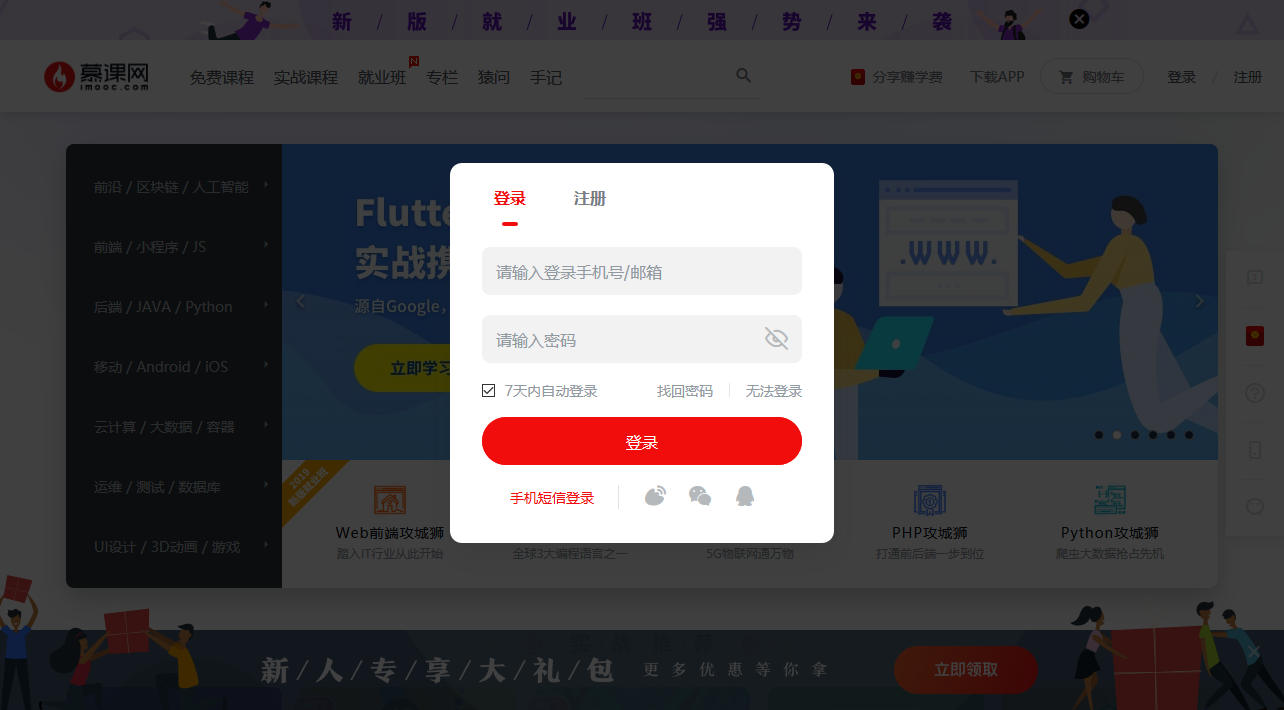 新 / 版 / 就 / 业 / 班 / 强 / 势 / 来 / 袭
慕课网
imooc.com
免费课程 实战课程 就业班 N 专栏 猿问 手记
分享赚学费 下载APP 购物车 登录 / 注册
前沿 / 区块链 / 人工智能
前端 / 小程序 / JS
后端 / JAVA / Python
移动 / Android / iOS
云计算 / 大数据 / 容器
运维 / 测试 / 数据库
UI设计 / 3D动画 / 游戏
实战
源自Google，
立即学习
.WWW.
登录 注册
请输入登录手机号/邮箱
请输入密码
7天内自动登录 找回密码 无法登录
登录
手机短信登录
2019
Web前端攻城狮
踏入IT行业从此开始
全球3大编程语言之一
5G物联网通万物
PHP攻城狮
打通前后端一步到位
Python攻城狮
爬虫大数据抢占先机
实 战 推 荐
新 / 人 / 专 / 享 / 大 / 礼 / 包 更 多 优 惠 等 你 拿
立即领取